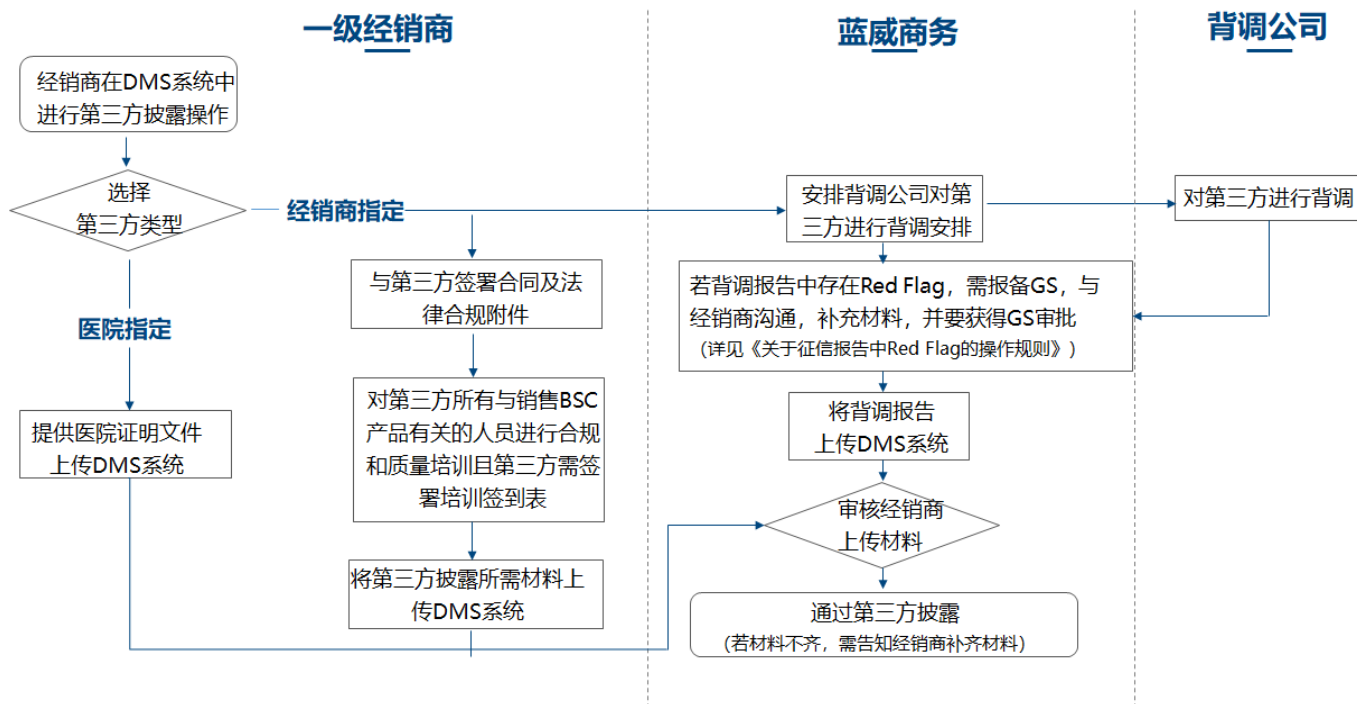 一级经销商
蓝威商务
背调公司
经销商在DMS系统中
进行第三方披露操作
选择
第三方类型
经销商指定
医院指定
提供医院证明文件
上传DMS系统
与第三方签署合同及法
律合规附件
对第三方所有与销售BSC
产品有关的人员进行合规
和质量培训且第三方需签
署培训签到表
将第三方披露所需材料上
传DMS系统
安排背调公司对第
三方进行背调安排
若背调报告中存在Red Flag，需报备GS，与
经销商沟通，补充材料，并要获得GS审批
（详见《关于征信报告中Red Flag的操作规则》）
将背调报告
上传DMS系统
审核经销商
上传材料
通过第三方披露
（若材料不齐，需告知经销商补齐材料）
对第三方进行背调